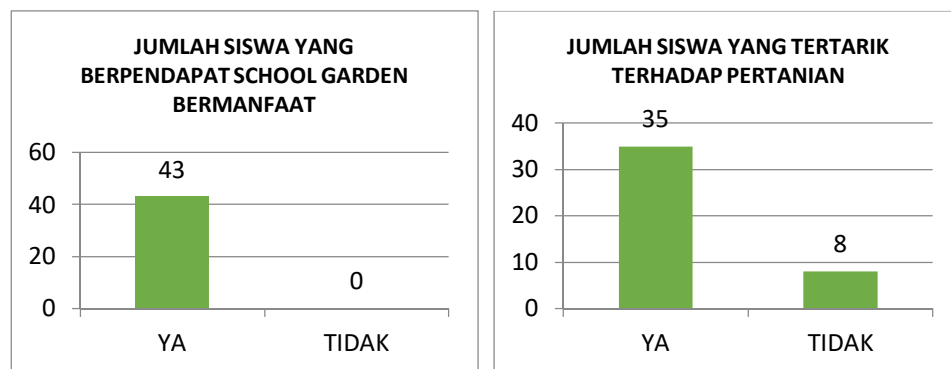 JUMLAH SISWA YANG
BERPENDAPAT SCHOOL GARDEN
BERMANFAAT
60
40
20
0
43
0
YA
TIDAK
JUMLAH SISWA YANG TERTARIK
TERHADAP PERTANIAN
40
30
20
10
0
35
8
YA
TIDAK